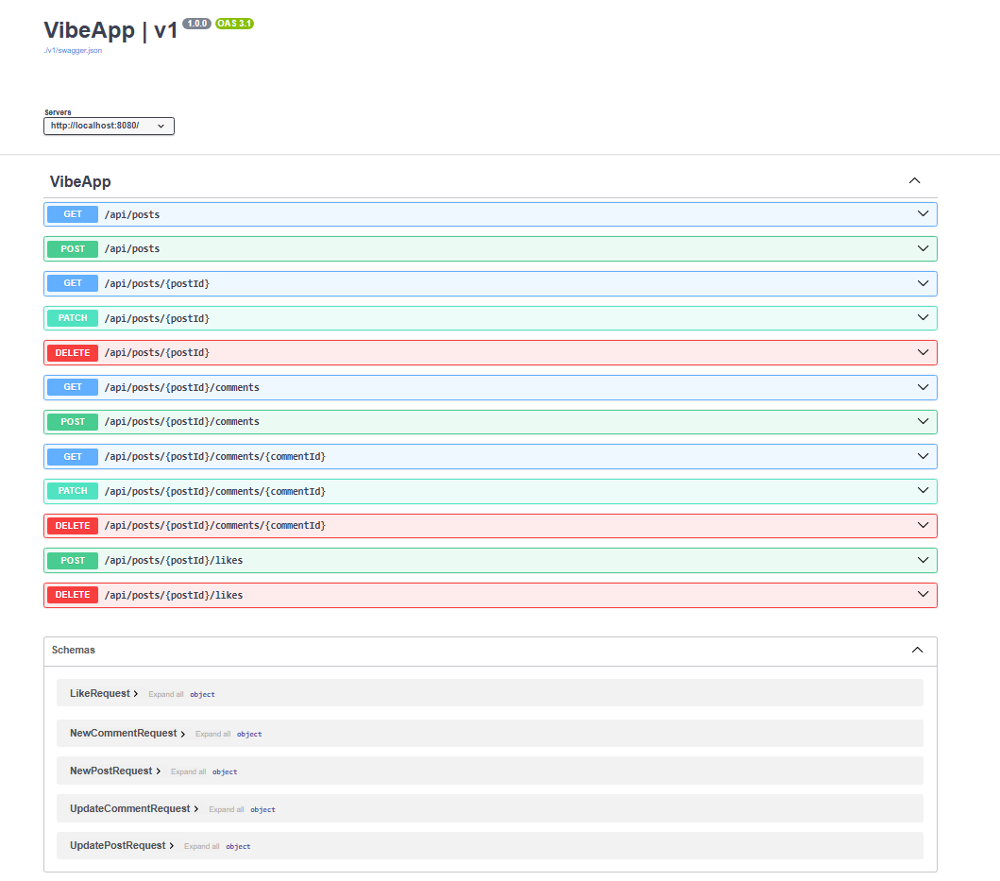 VibeApp | v1 1.0.0 OAS 3.1
./v1/swagger.json
Servers
http://localhost:8080/
VibeApp
GET /api/posts
POST /api/posts
GET /api/posts/{postId}
PATCH /api/posts/{postId}
DELETE /api/posts/{postId}
GET /api/posts/{postId}/comments
POST /api/posts/{postId}/comments
GET /api/posts/{postId}/comments/{commentId}
PATCH /api/posts/{postId}/comments/{commentId}
DELETE /api/posts/{postId}/comments/{commentId}
POST /api/posts/{postId}/likes
DELETE /api/posts/{postId}/likes
Schemas
LikeRequest Expand all object
NewCommentRequest Expand all object
NewPostRequest Expand all object
UpdateCommentRequest Expand all object
UpdatePostRequest Expand all object